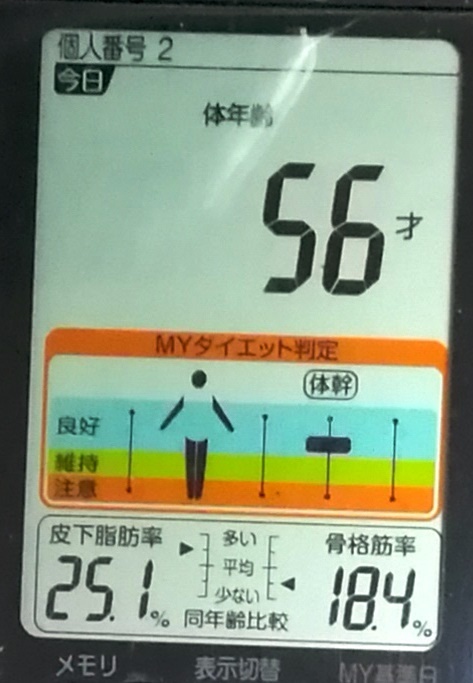 個人番号 2
今日
体年齢
56才
MYダイエット判定
体幹
良好
維持
注意
皮下脂肪率
25.1%
多い
平均
少ない
同年齢比較
骨格筋率
18.4%
メモリ 表示切替 MY基準日